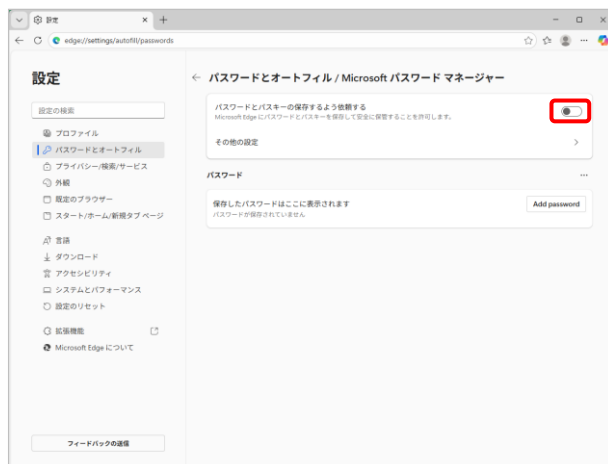 設定
edge://settings/autofill/passwords
設定
設定の検索
プロファイル
パスワードとオートフィル
プライバシー/検索/サービス
外観
既定のブラウザー
スタート/ホーム/新規タブ ページ
言語
ダウンロード
アクセシビリティ
システムとパフォーマンス
設定のリセット
拡張機能
Microsoft Edge について
フィードバックの送信
パスワードとオートフィル / Microsoft パスワード マネージャー
パスワードとパスキーの保存するよう依頼する
Microsoft Edge にパスワードとパスキーを保存して安全に保管することを許可します。
その他の設定
パスワード
保存したパスワードはここに表示されます
パスワードが保存されていません
Add password